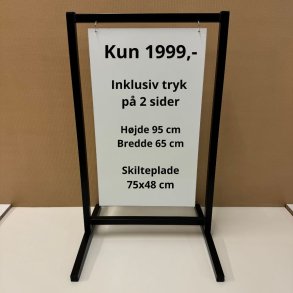 Kun 1999,-
Inklusiv tryk
på 2 sider
Højde 95 cm
Bredde 65 cm
Skilteplade
75x48 cm